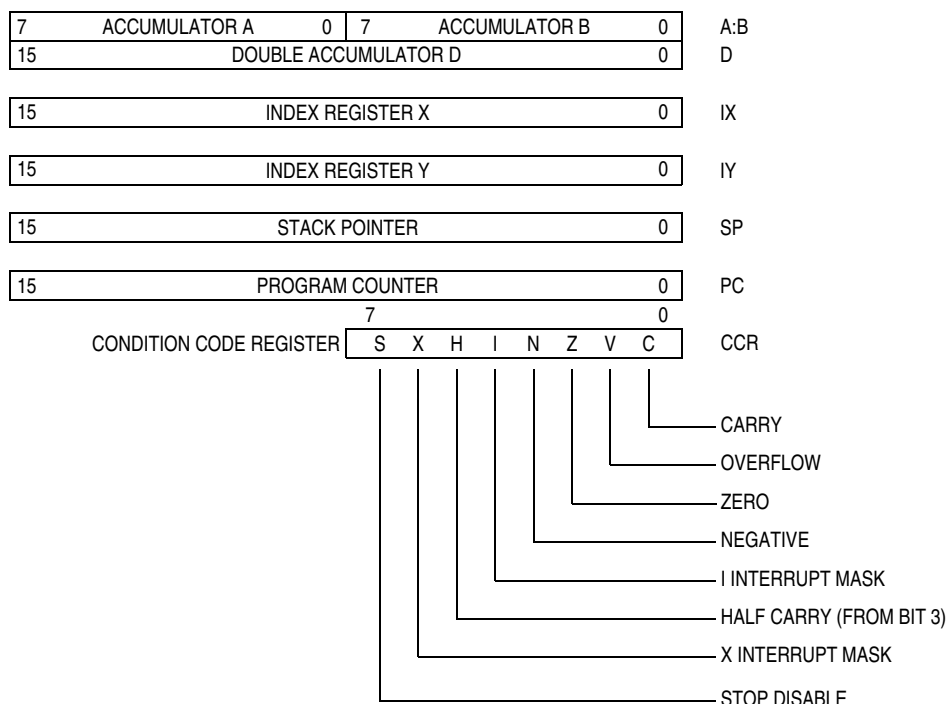 7 ACCUMULATOR A 0 7 ACCUMULATOR B 0 A:B
15 DOUBLE ACCUMULATOR D 0 D
15 INDEX REGISTER X 0 IX
15 INDEX REGISTER Y 0 IY
15 STACK POINTER 0 SP
15 PROGRAM COUNTER 0 PC
7 0
CONDITION CODE REGISTER S X H I N Z V C CCR
CARRY
OVERFLOW
ZERO
NEGATIVE
I INTERRUPT MASK
HALF CARRY (FROM BIT 3)
X INTERRUPT MASK
STOP DISABLE